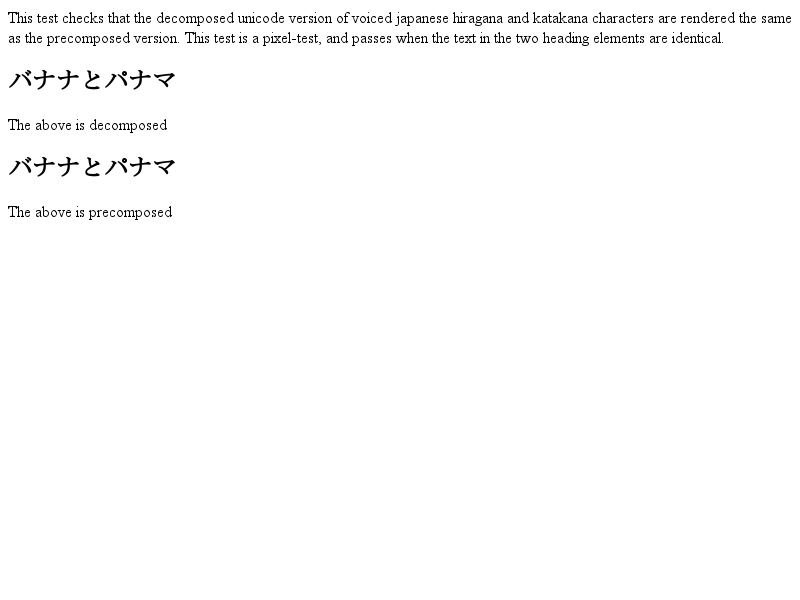 This test checks that the decomposed unicode version of voiced japanese hiragana and katakana characters are rendered the same
as the precomposed version. This test is a pixel-test, and passes when the text in the two heading elements are identical.
バナナとパナマ
The above is decomposed
バナナとパナマ
The above is precomposed